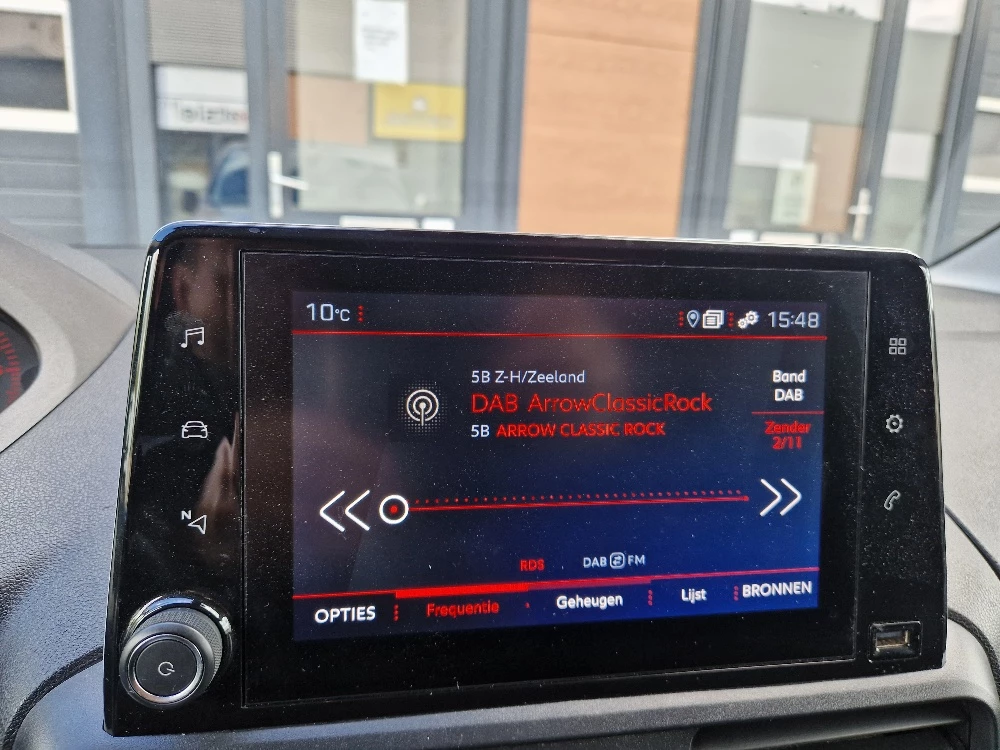 10°C
15:48
5B Z-H/Zeeland
DAB ArrowClassicRock
5B ARROW CLASSIC ROCK
Band
DAB
Zender
2/11
N
RDS
DAB FM
OPTIES
Frequentie
Geheugen
Lijst
BRONNEN